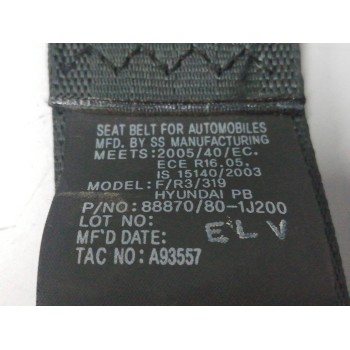 SEAT BELT FOR AUTOMOBILES
MFD. BY SS MANUFACTURING
MEETS:2005/40/EC.
ECE R16.05.
IS 15140/2003
MODEL:F/R3/319
HYUNDAI PB
P/NO:88870/80-1J200
LOT NO:
MF'D DATE: ELV
TAC NO: A93557